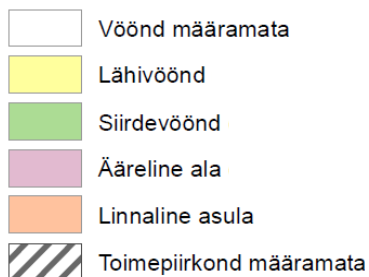 Vöönd määramata
Lähivöönd
Siirdevöönd
Ääreline ala
Linnaline asula
Toimepiirkond määramata